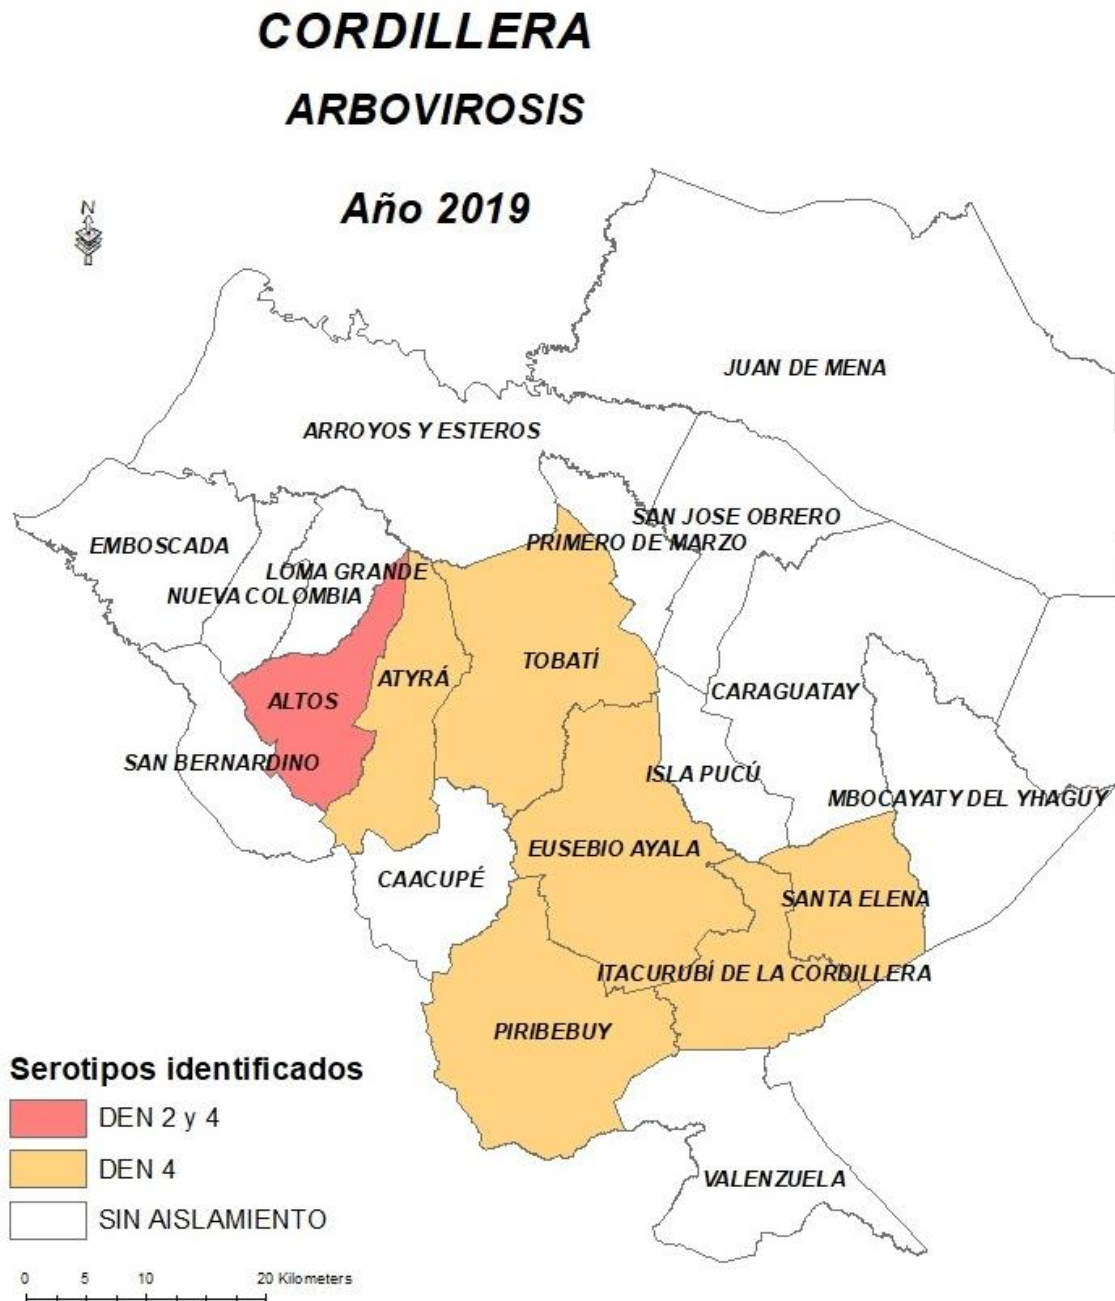 CORDILLERA
ARBOVIROSIS
Año 2019
N
JUAN DE MENA
ARROYOS Y ESTEROS
SAN JOSE OBRERO
PRIMERO DE MARZO
EMBOSCADA
LOMA GRANDE
NUEVA COLOMBIA
TOBATÍ
ATYRÁ
CARAGUATAY
ALTOS
SAN BERNARDINO
ISLA PUCÚ
MBOCAYATY DEL YHAGUY
EUSEBIO AYALA
CAACUPÉ
SANTA ELENA
ITACURUBÍ DE LA CORDILLERA
PIRIBEBUY
VALENZUELA
Serotipos identificados
DEN 2 y 4
DEN 4
SIN AISLAMIENTO
0 5 10 20 Kilometers